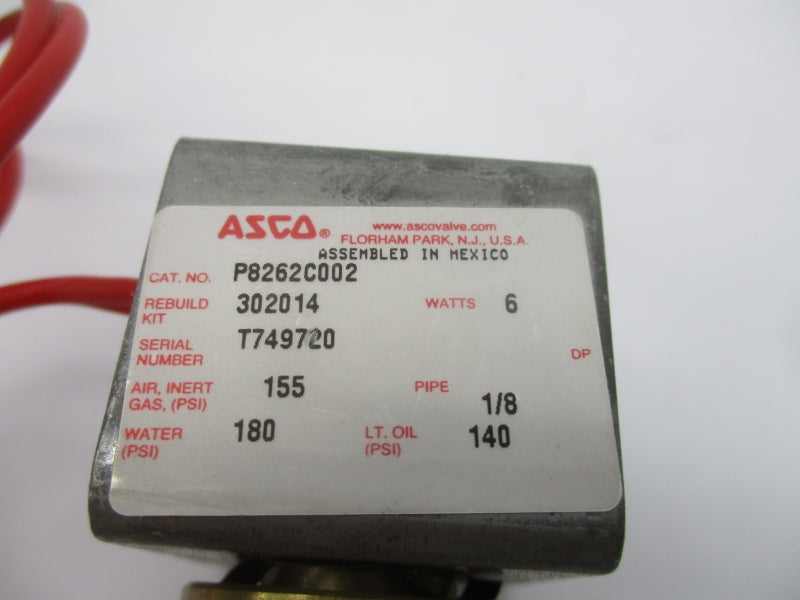 ASCO® www.ascovalve.com
FLORHAM PARK, N.J., U.S.A.
ASSEMBLED IN MEXICO
CAT. NO. P8262C002
REBUILD KIT 302014 WATTS 6
SERIAL NUMBER T749720
DP
AIR, INERT GAS, (PSI) 155 PIPE 1/8
WATER (PSI) 180 LT. OIL (PSI) 140